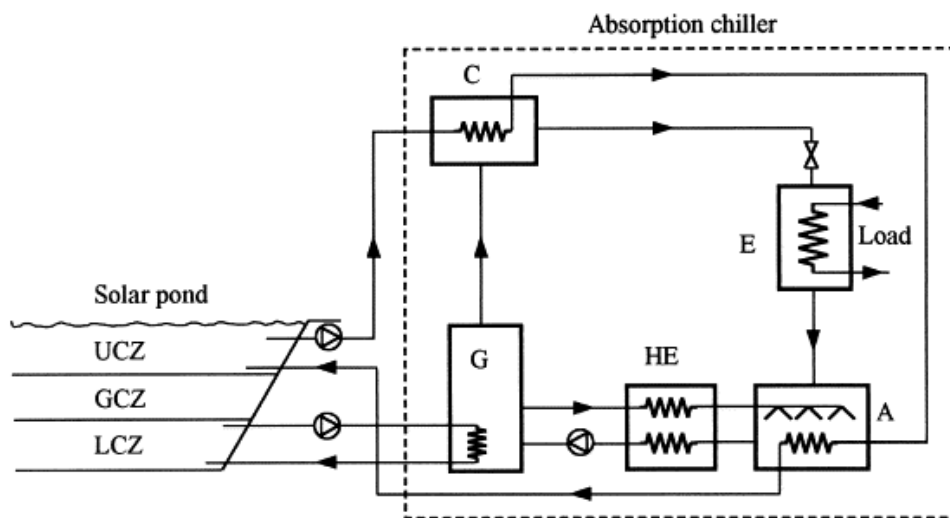 Absorption chiller
C
E
Load
Solar pond
UCZ
GCZ
LCZ
G
HE
A